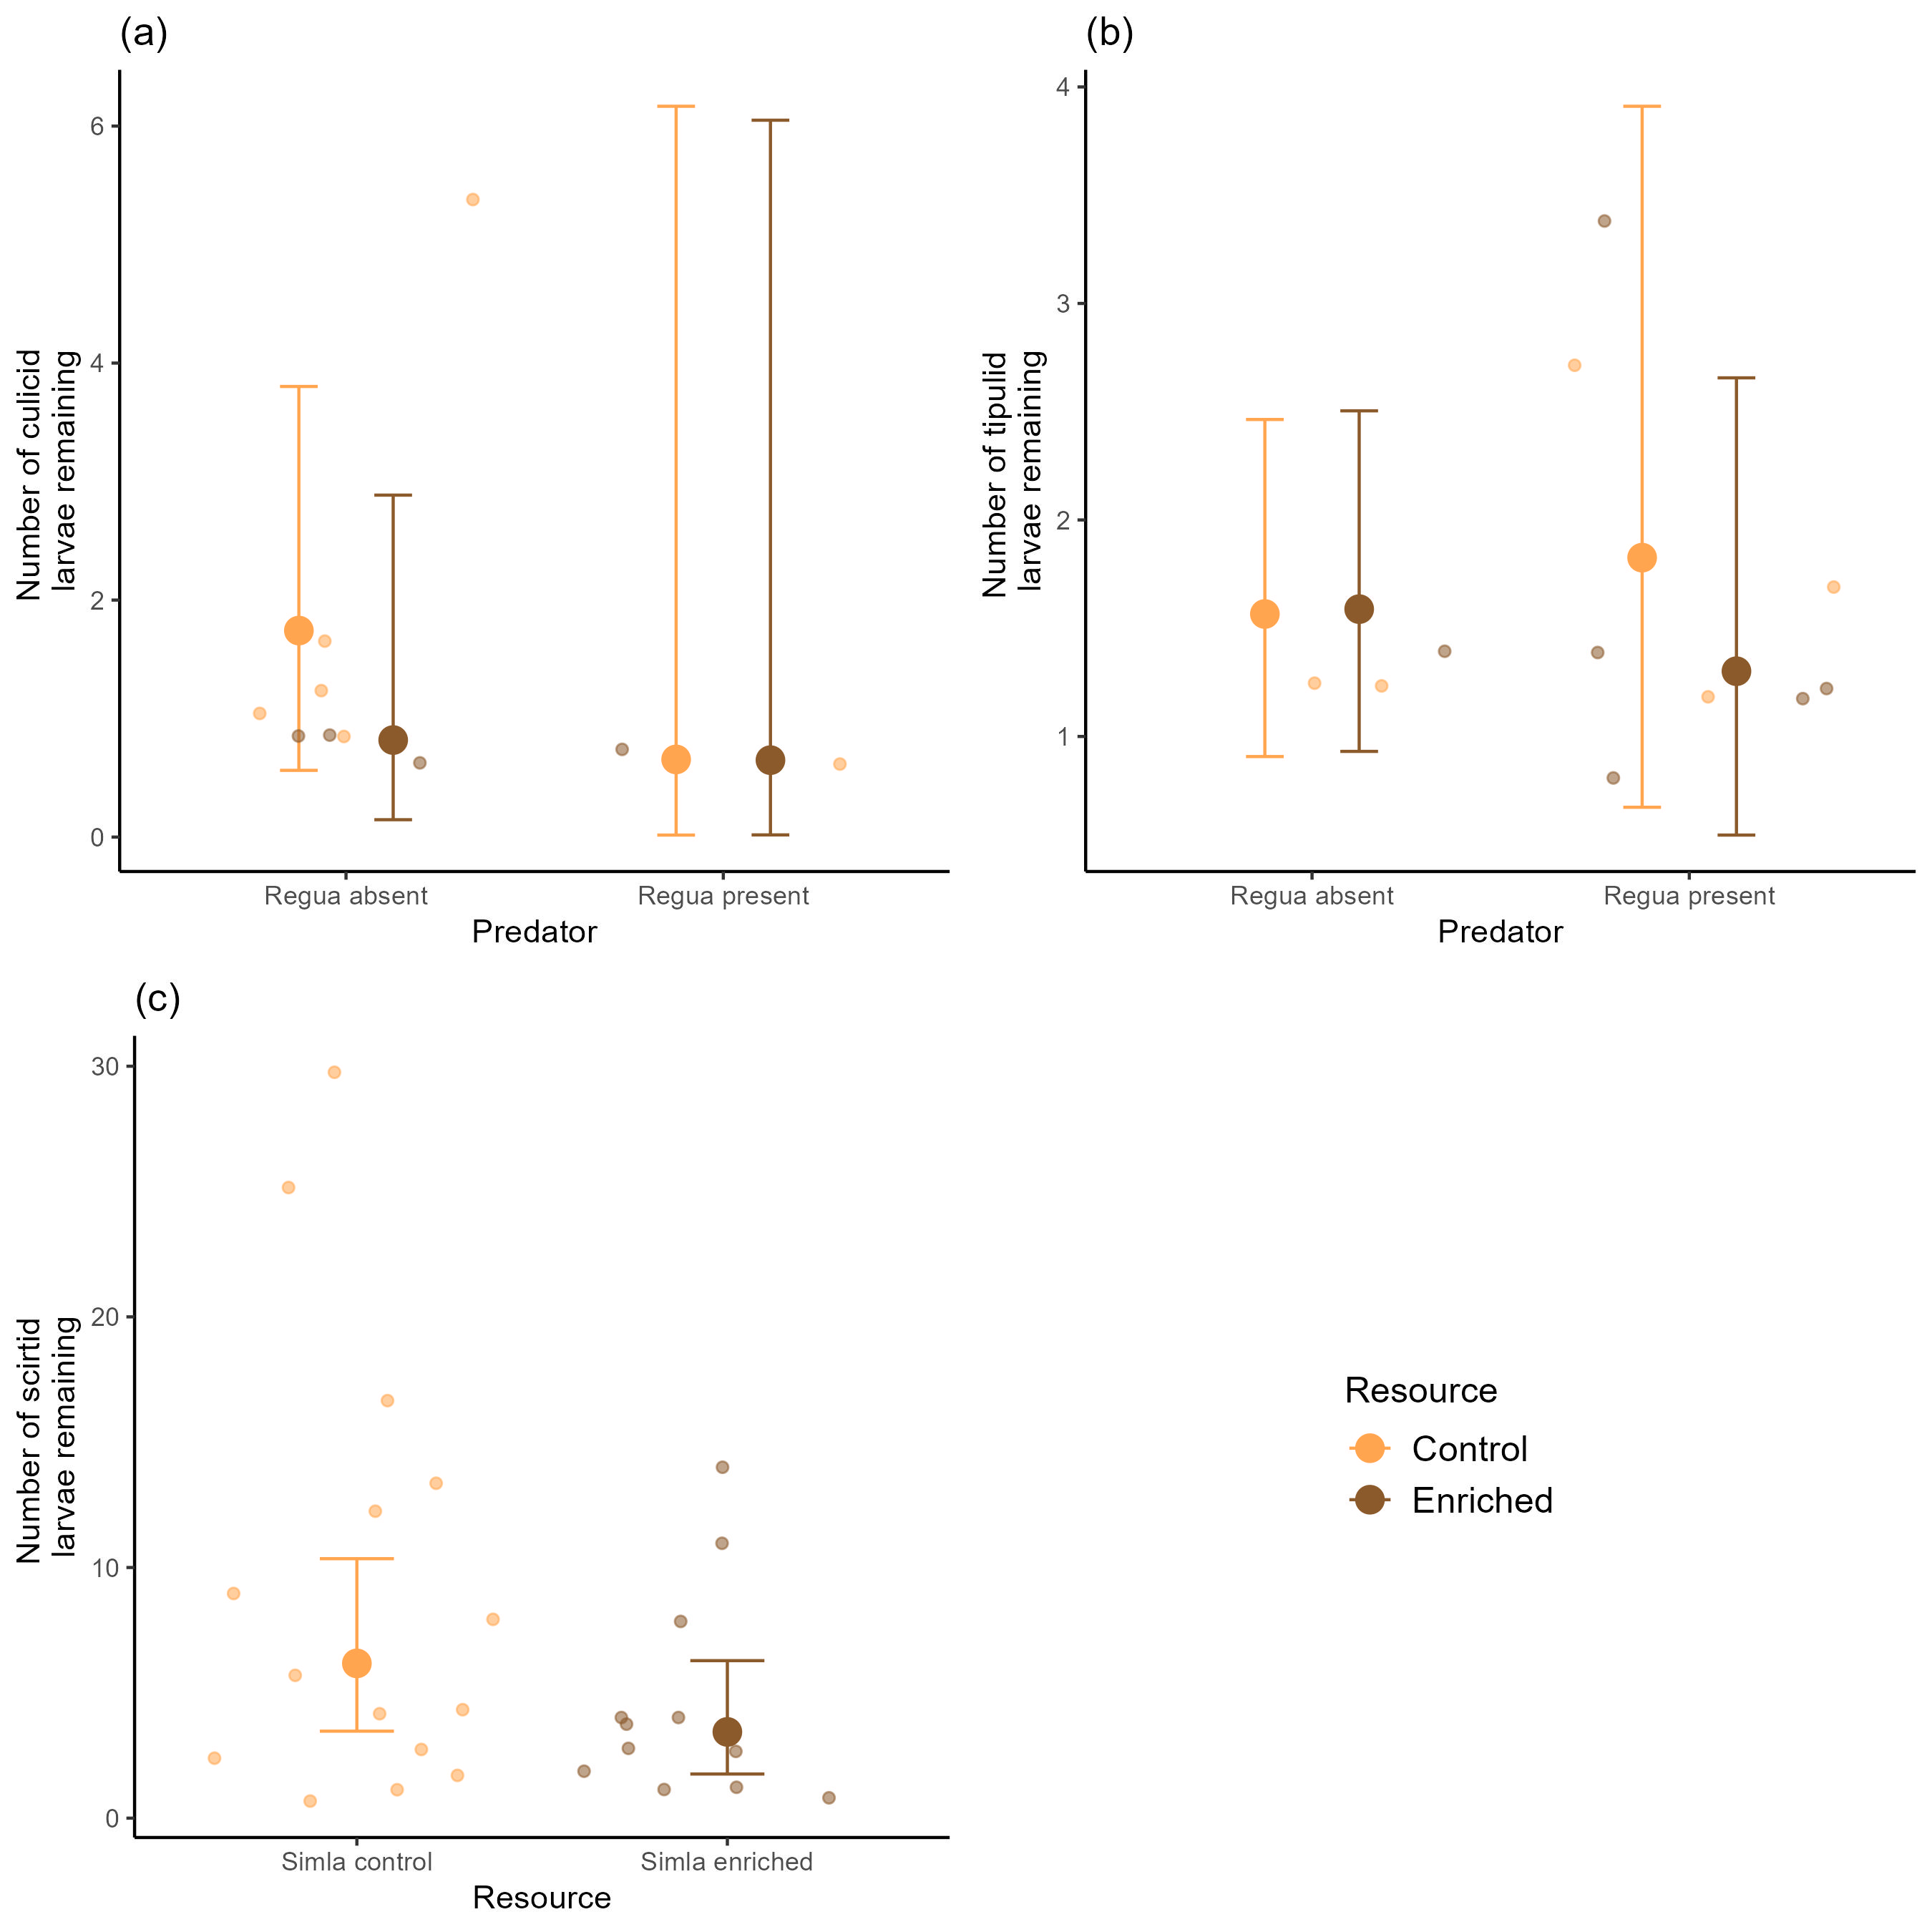 (a)
Number of culicid
larvae remaining
6
4
2
0
Regua absent
Regua present
Predator
(b)
Number of tipulid
larvae remaining
4
3
2
1
Regua absent
Regua present
Predator
(c)
Number of scirtid
larvae remaining
30
20
10
0
Simla control
Simla enriched
Resource
Resource
Control
Enriched